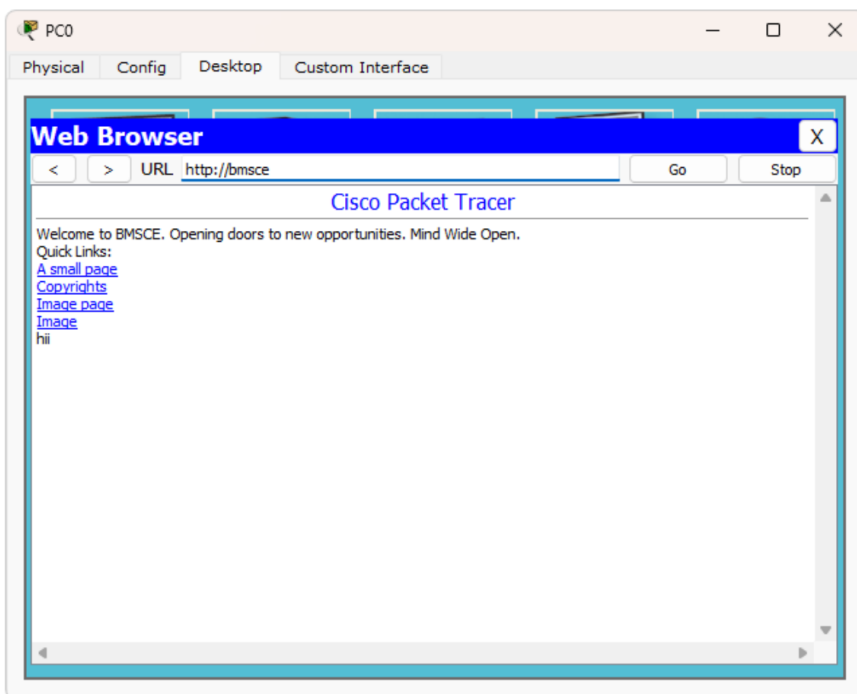 PC0
Physical Config Desktop Custom Interface
Web Browser X
< > URL http://bmsce Go Stop
Cisco Packet Tracer
Welcome to BMSCE. Opening doors to new opportunities. Mind Wide Open.
Quick Links:
A small page
Copyrights
Image page
Image
hii